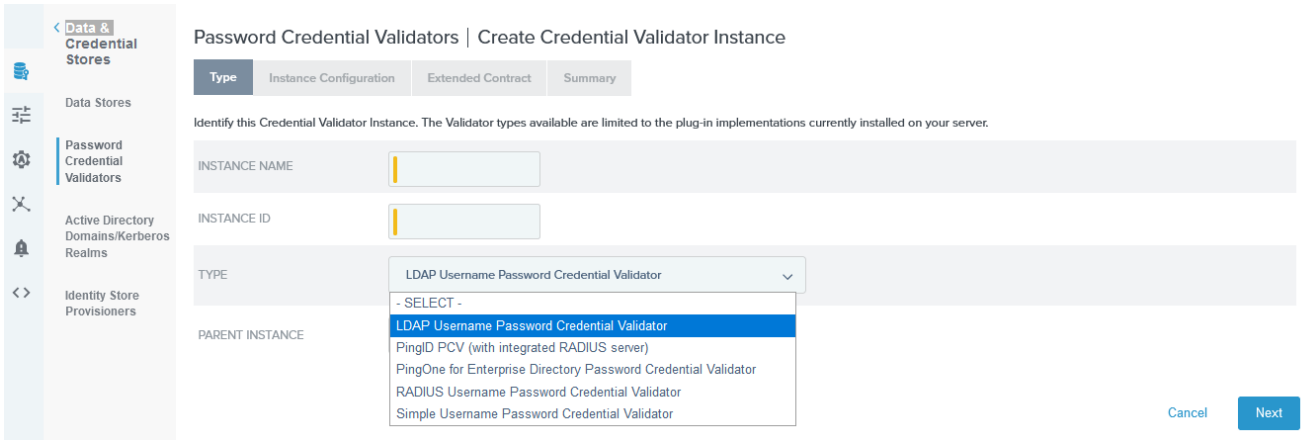 Data &
Credential
Stores
Data Stores
Password
Credential
Validators
Active Directory
Domains/Kerberos
Realms
Identity Store
Provisioners
Password Credential Validators | Create Credential Validator Instance
Type Instance Configuration Extended Contract Summary
Identify this Credential Validator Instance. The Validator types available are limited to the plug-in implementations currently installed on your server.
INSTANCE NAME
INSTANCE ID
TYPE LDAP Username Password Credential Validator
- SELECT -
LDAP Username Password Credential Validator
PingID PCV (with integrated RADIUS server)
PingOne for Enterprise Directory Password Credential Validator
RADIUS Username Password Credential Validator
Simple Username Password Credential Validator
PARENT INSTANCE
Cancel Next